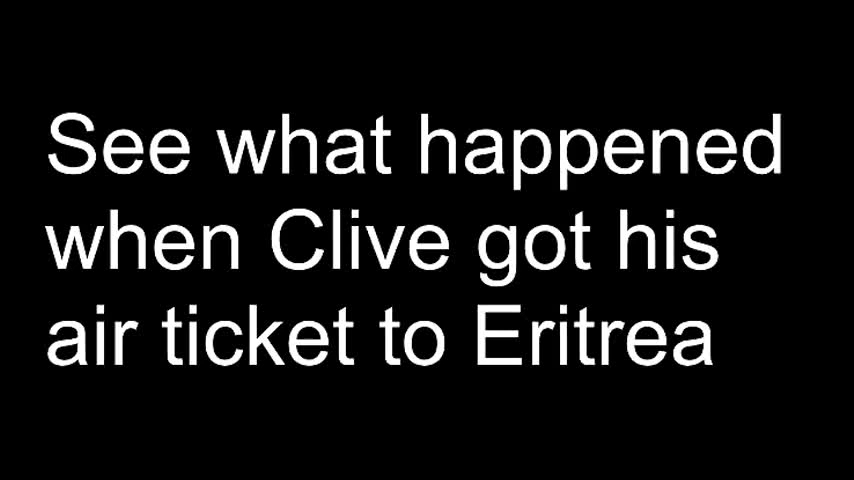 See what happened
when Clive got his
air ticket to Eritrea